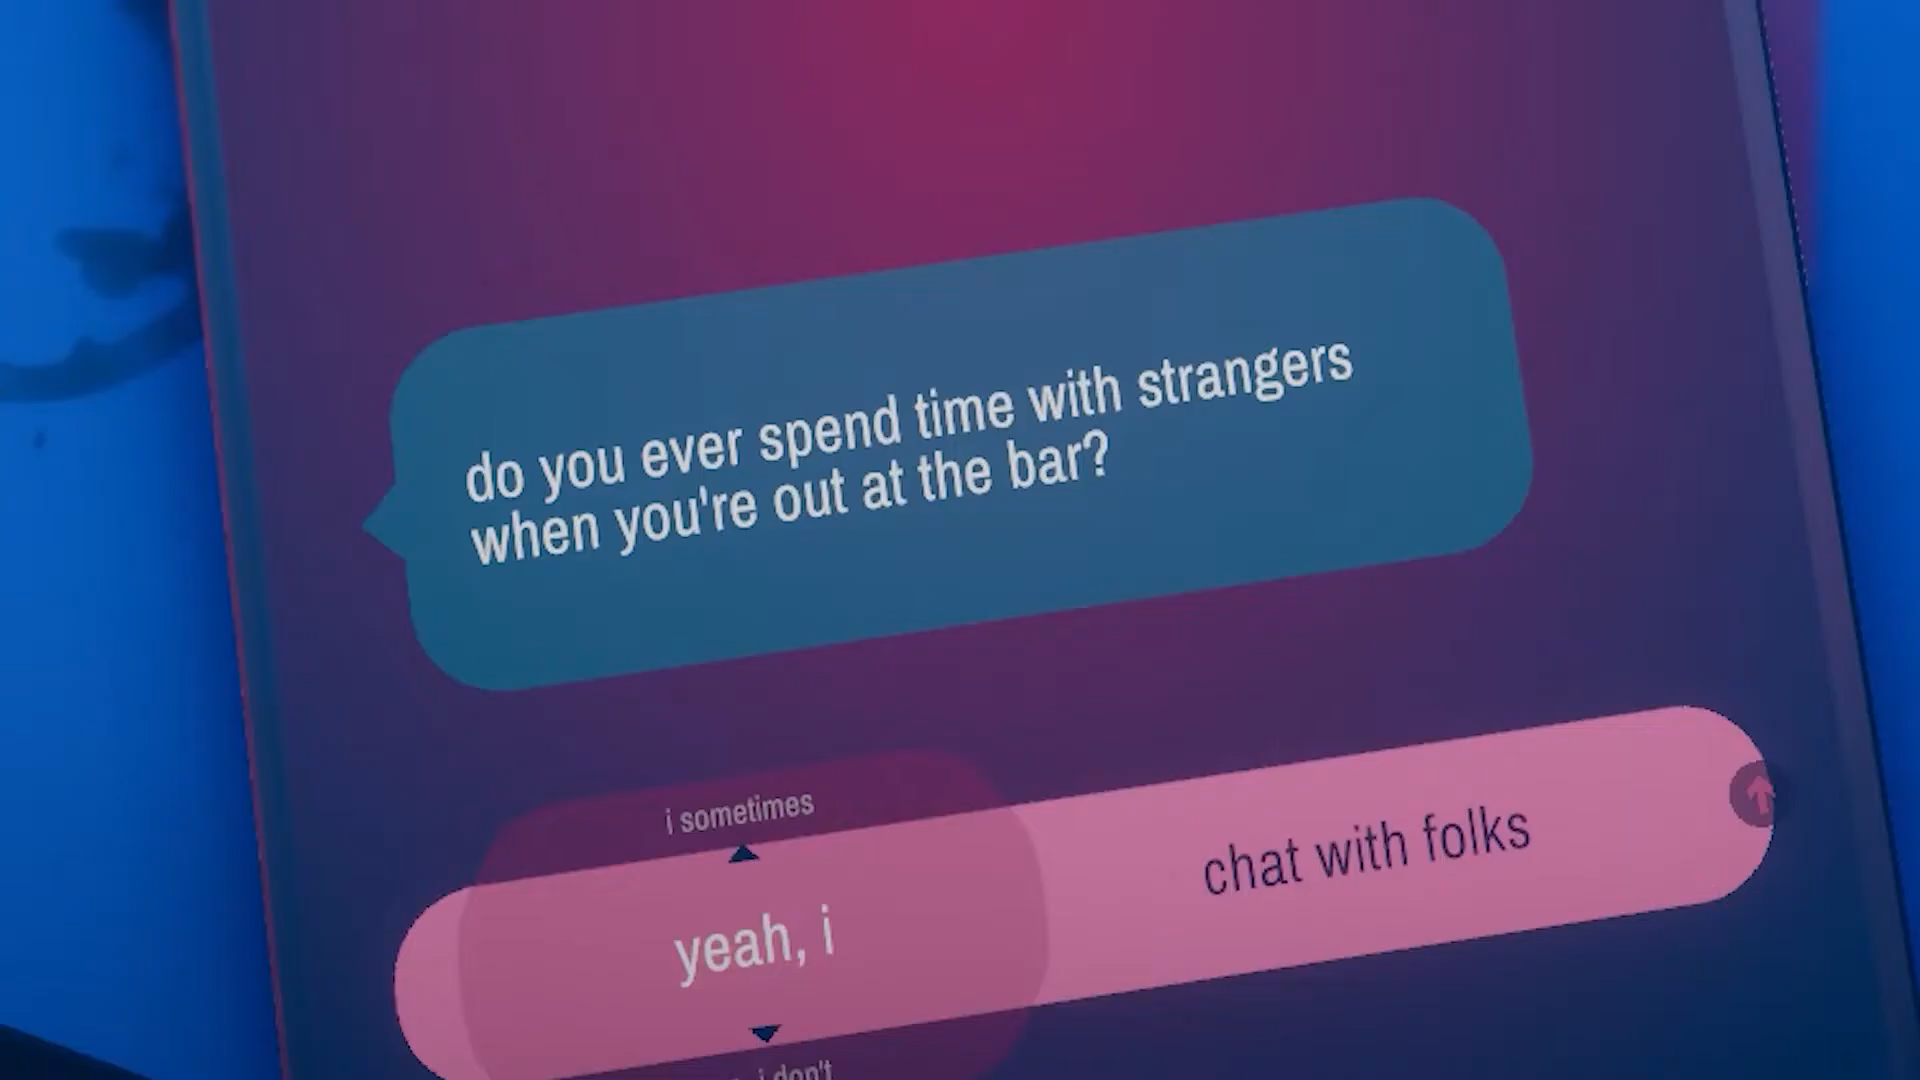 do you ever spend time with strangers
when you're out at the bar?
i sometimes
yeah, i
chat with folks
i don't